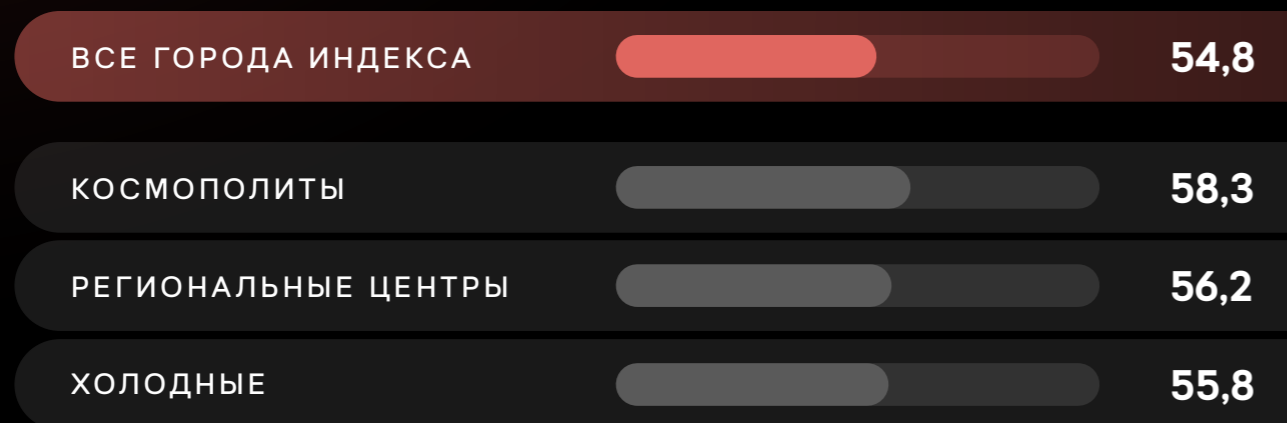 ВСЕ ГОРОДА ИНДЕКСА 54,8
КОСМОПОЛИТЫ 58,3
РЕГИОНАЛЬНЫЕ ЦЕНТРЫ 56,2
ХОЛОДНЫЕ 55,8